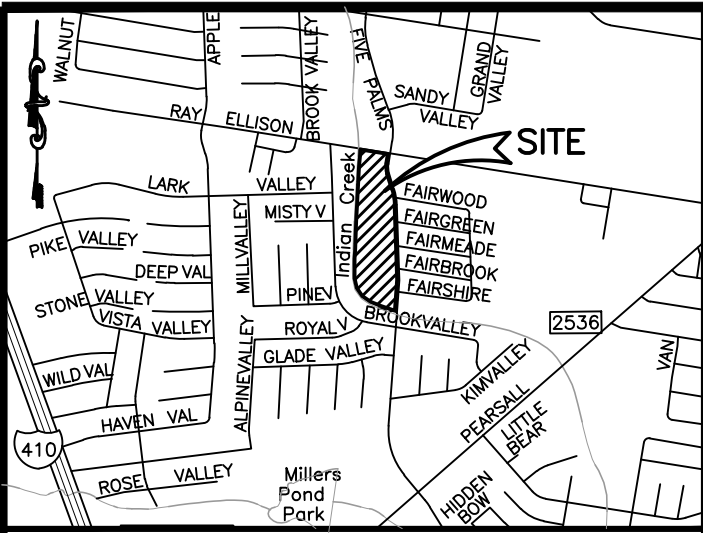 WALNUT
APPLE
BROOK VALLEY
FIVE PALMS
GRAND
VALLEY
SANDY
VALLEY
RAY ELLISON
SITE
LARK VALLEY
Indian Creek
MISTY V
MILLVALLEY
FAIRWOOD
FAIRGREEN
FAIRMEADE
FAIRBROOK
FAIRSHIRE
PIKE VALLEY
DEEP VAL
STONE VALLEY
PINEV
VISTA VALLEY
ROYALV
BROOKVALLEY
2536
GLADE VALLEY
ALPINEVALLEY
KIMVALLEY
VAN
WILD VAL
PEARSALL
HAVEN VAL
LITTLE
BEAR
410
ROSE VALLEY
Millers
Pond
Park
HIDDEN
BOW